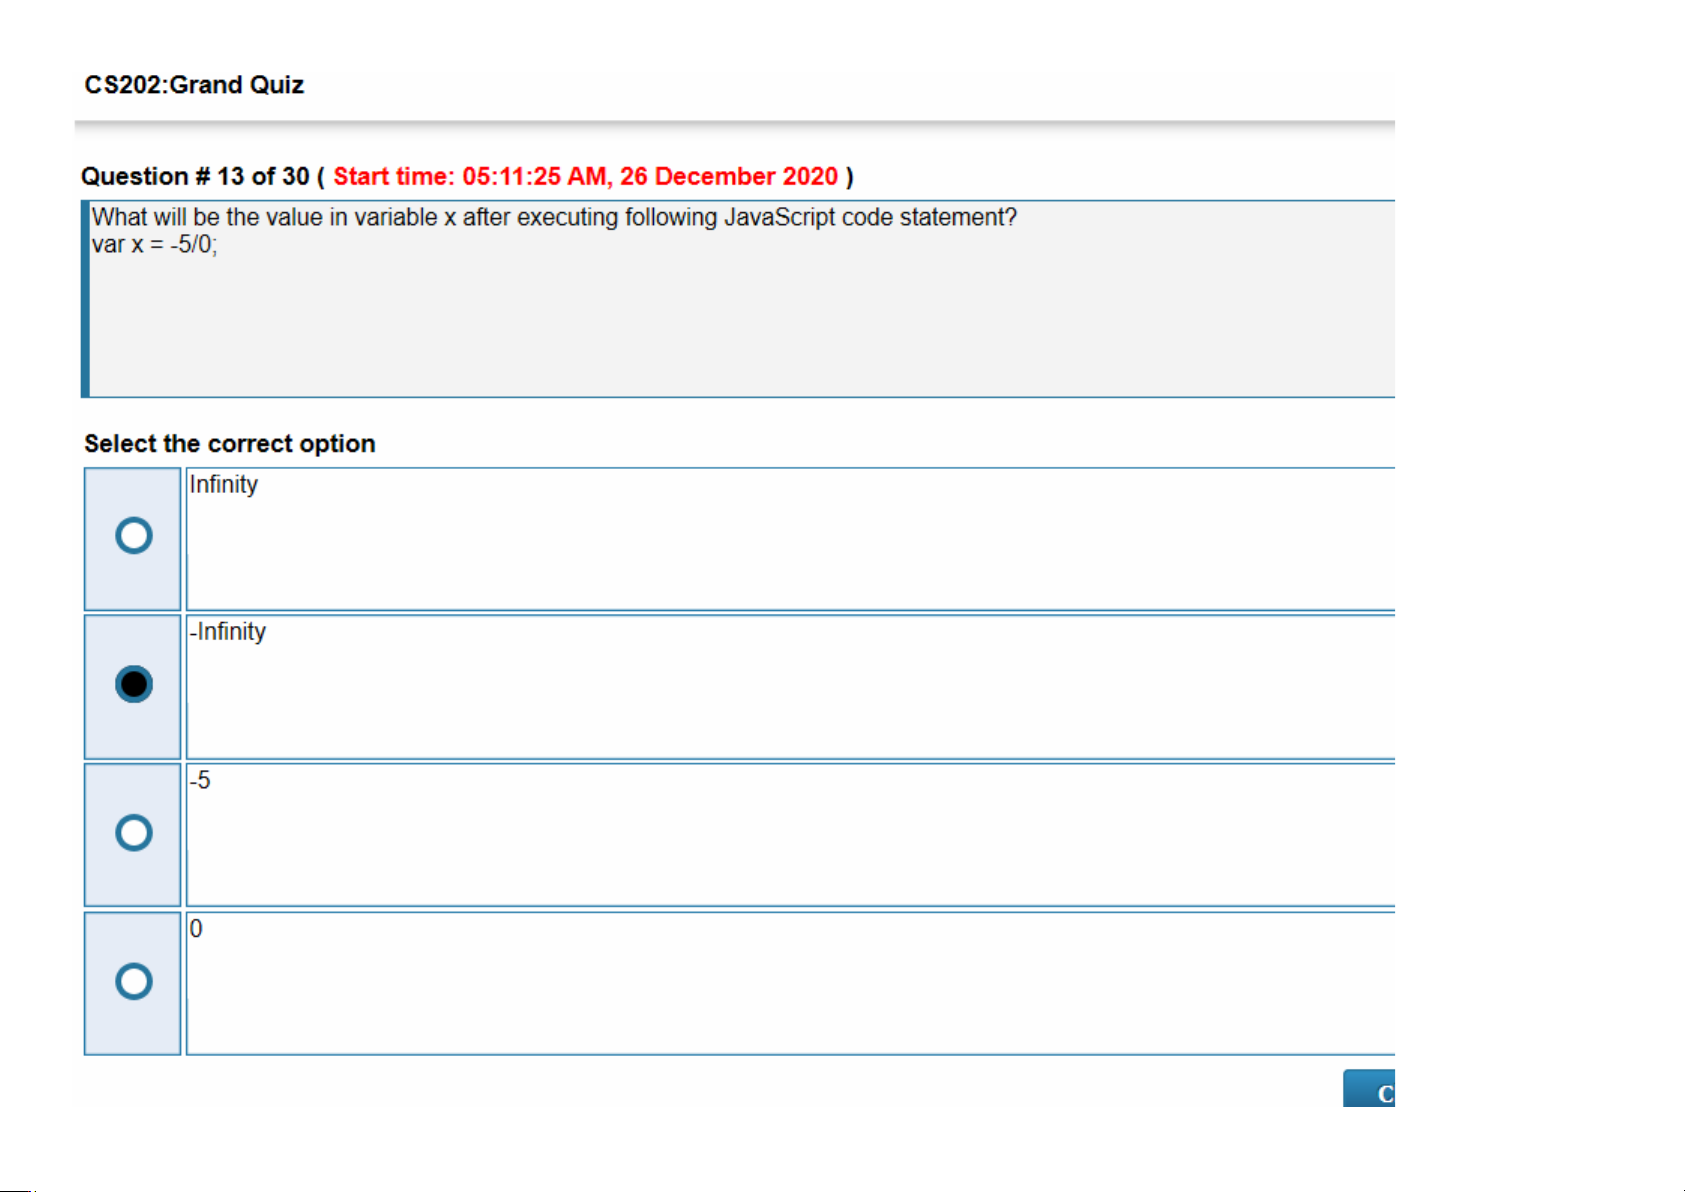 CS202:Grand Quiz
Question # 13 of 30 ( Start time: 05:11:25 AM, 26 December 2020 )
What will be the value in variable x after executing following JavaScript code statement?
var x = -5/0;
Select the correct option
Infinity
-Infinity
-5
0
C